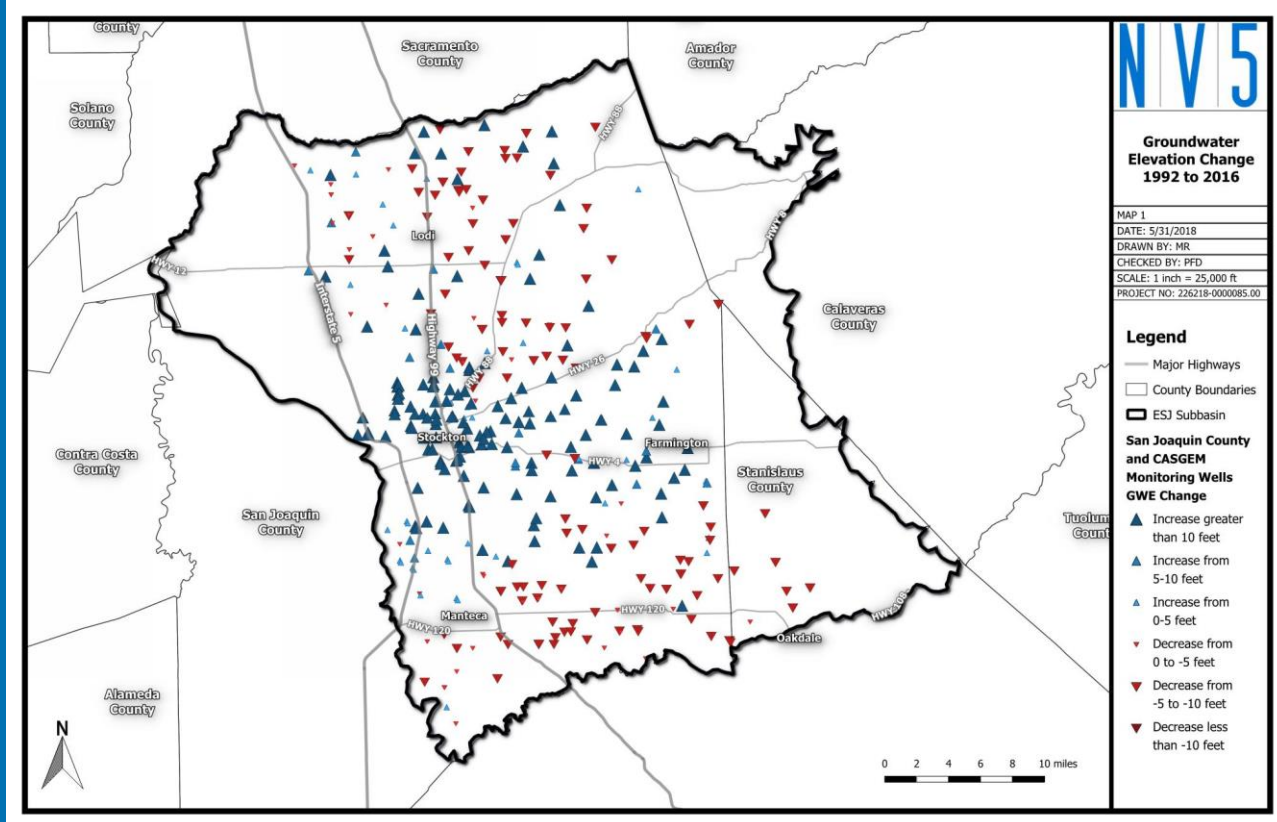 County
Sacramento
County
Amador
County
Solano
County
HWY-88
Lodi
HWY-12
Interstate 5
Highway 99
HWY-88
HWY-26
Calaveras
County
Stockton
Farmington
HWY-4
Contra Costa
County
San Joaquin
County
Stanislaus
County
Manteca
HWY-120
HWY-120
HWY-108
Oakdale
Alameda
County
N
0 2 4 6 8 10 miles
NV5
Groundwater
Elevation Change
1992 to 2016
MAP 1
DATE: 5/31/2018
DRAWN BY: MR
CHECKED BY: PFD
SCALE: 1 inch = 25,000 ft
PROJECT NO: 226218-0000085.00
Legend
Major Highways
County Boundaries
ESJ Subbasin
San Joaquin County
and CASGEM
Monitoring Wells
GWE Change
Increase greater
than 10 feet
Increase from
5-10 feet
Increase from
0-5 feet
Decrease from
0 to -5 feet
Decrease from
-5 to -10 feet
Decrease less
than -10 feet